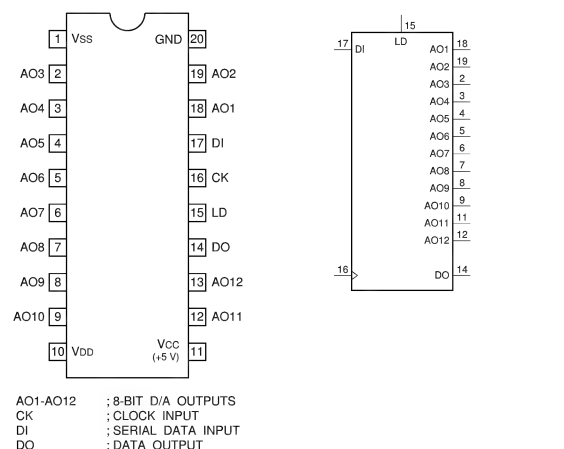 1 VSS GND 20
AO3 2 19 AO2
AO4 3 18 AO1
AO5 4 17 DI
AO6 5 16 CK
AO7 6 15 LD
AO8 7 14 DO
AO9 8 13 AO12
AO10 9 12 AO11
10 VDD VCC 11
(+5 V)
15
LD
17 DI
AO1 18
AO2 19
AO3 2
AO4 3
AO5 4
AO6 5
AO7 6
AO8 7
AO9 8
AO10 9
AO11 11
AO12 12
16
DO 14
AO1-AO12 ; 8-BIT D/A OUTPUTS
CK ; CLOCK INPUT
DI ; SERIAL DATA INPUT
DO ; DATA OUTPUT